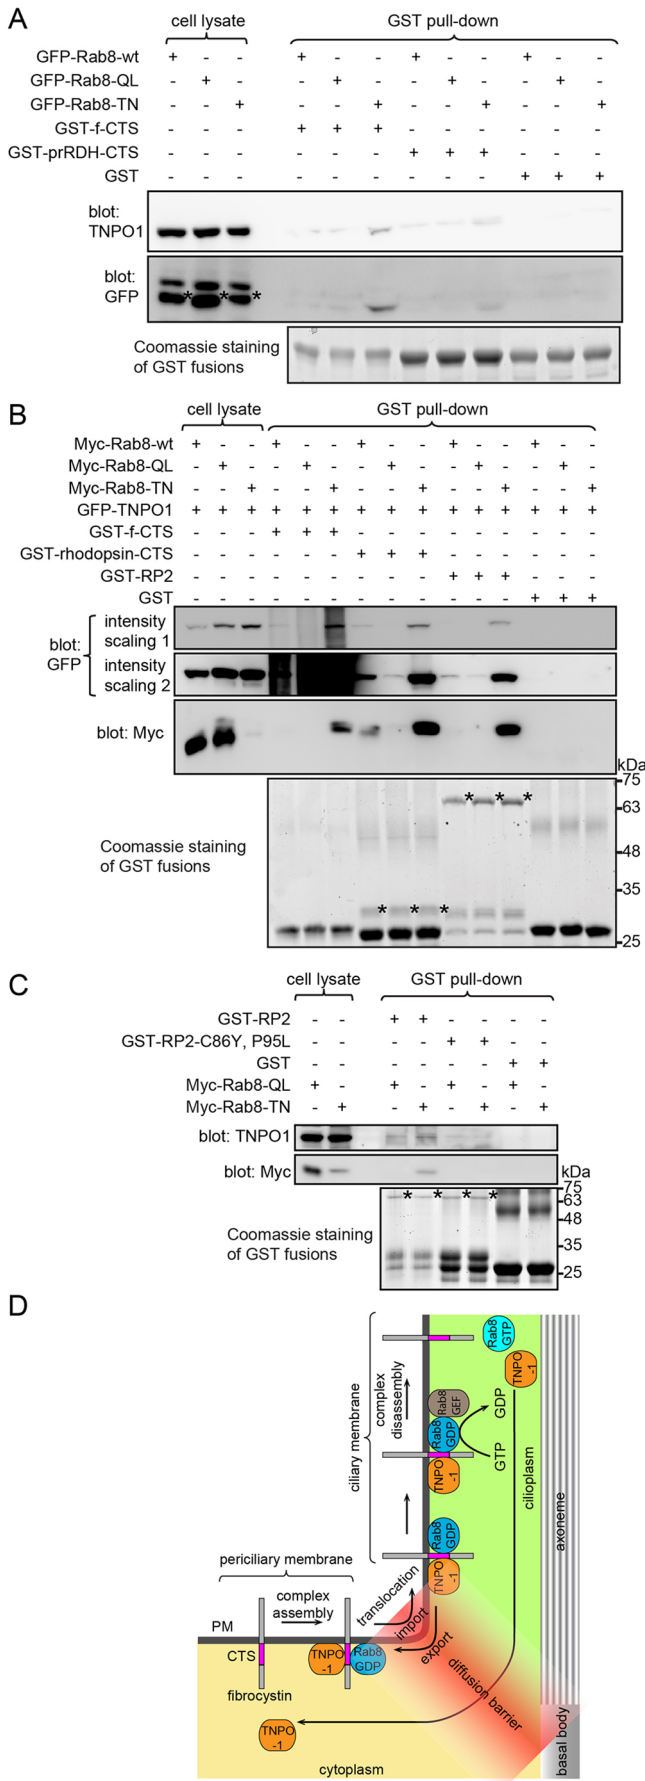 A
cell lysate GST pull-down
GFP-Rab8-wt + - - + - - + - - + - -
GFP-Rab8-QL - + - - + - - + - - + -
GFP-Rab8-TN - - + - - + - - + - - +
GST-f-CTS - - - + + + - - - - - -
GST-prRDH-CTS - - - - - - + + + - - -
GST - - - - - - - - - + + +
blot:
TNPO1
blot:
GFP
* * *
Coomassie staining
of GST fusions
B
cell lysate GST pull-down
Myc-Rab8-wt + - - + - - + - - + - - + - -
Myc-Rab8-QL - + - - + - - + - - + - - + -
Myc-Rab8-TN - - + - - + - - + - - + - - +
GFP-TNPO1 + + + + + + + + + + + + + + +
GST-f-CTS - - - + + + - - - - - - - - -
GST-rhodopsin-CTS - - - - - - + + + - - - - - -
GST-RP2 - - - - - - - - - + + + - - -
GST - - - - - - - - - - - - + + +
blot:
GFP
intensity
scaling 1
intensity
scaling 2
blot: Myc
kDa
75
63
48
35
25
* * *
* * *
Coomassie staining
of GST fusions
C
cell lysate GST pull-down
GST-RP2 - - + + - - - -
GST-RP2-C86Y, P95L - - - - + + - -
GST - - - - - - + +
Myc-Rab8-QL + - + - + - + -
Myc-Rab8-TN - + - + - + - +
blot: TNPO1
blot: Myc
kDa
75
63
48
35
25
* * * *
Coomassie staining
of GST fusions
D
ciliary membrane
complex
disassembly
Rab8
GTP
TNPO
-1
Rab8
GEF
Rab8
GDP
TNPO
-1
GDP
GTP
cilioplasm
axoneme
Rab8
GDP
TNPO
-1
periciliary membrane
complex
assembly
translocation
import
export
diffusion barrier
PM
CTS
fibrocystin
TNPO
-1
Rab8
GDP
TNPO
-1
cytoplasm
basal body